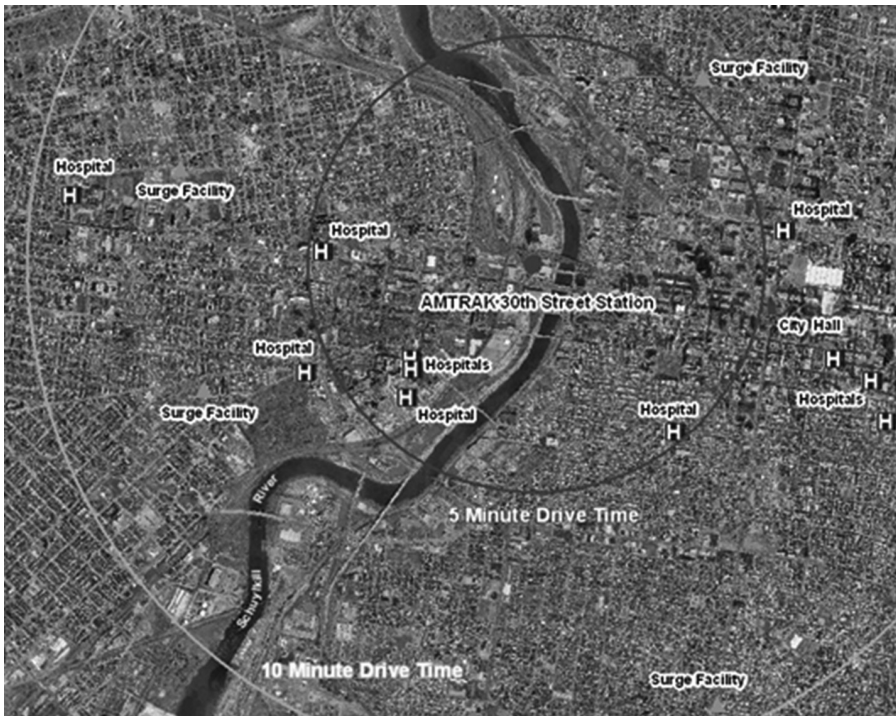 Surge Facility
Hospital
H
Surge Facility
Hospital
H
Hospital
H
AMTRAK 30th Street Station
City Hall
Hospital
H
H
H
Hospitals
H
H
Hospitals
H
Surge Facility
H
Hospital
Hospital
H
H
River
5 Minute Drive Time
Schuylkill
10 Minute Drive Time
Surge Facility